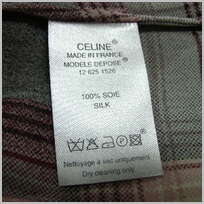 CELINE
MADE IN FRANCE
MODELE DEPOSE
12 625 1526
100% SOIE
SILK
Nettoyage à sec uniquement
Dry cleaning only